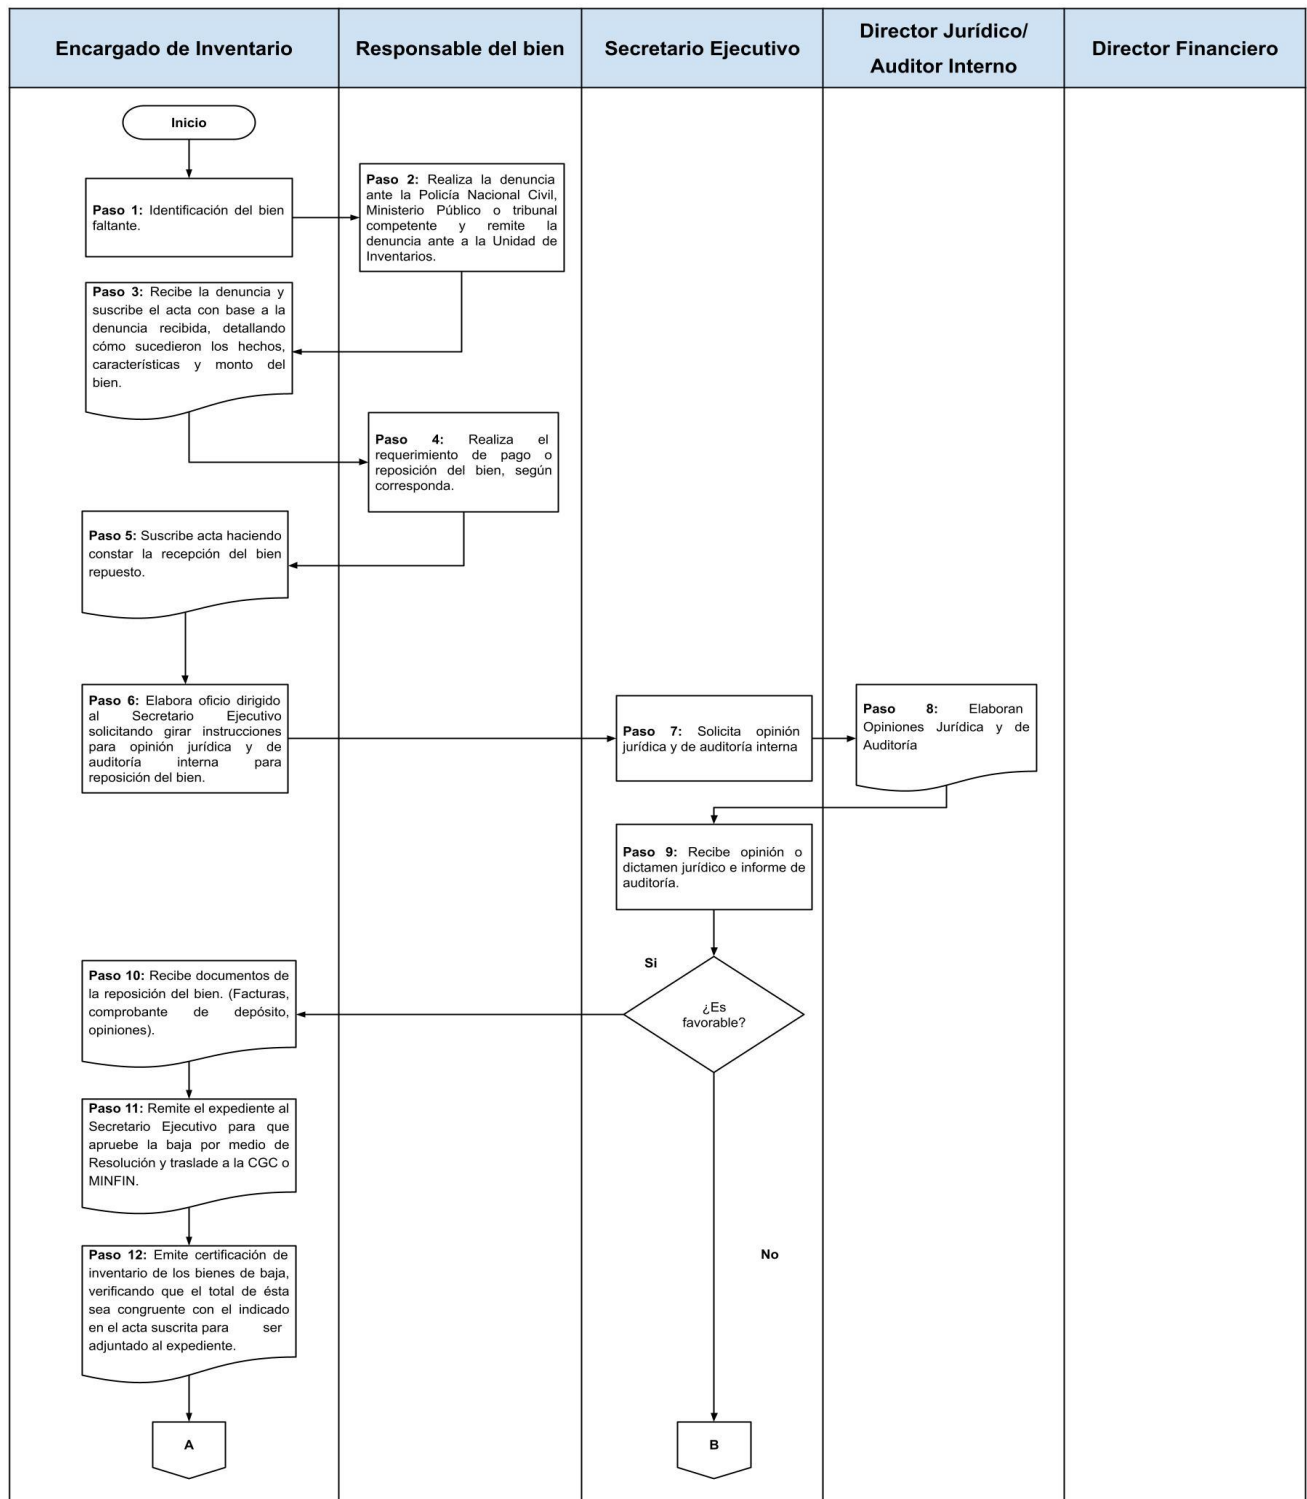 Encargado de Inventario
Responsable del bien
Secretario Ejecutivo
Director Jurídico/
Auditor Interno
Director Financiero
Inicio
Paso 1: Identificación del bien
faltante.
Paso 2: Realiza la denuncia
ante la Policía Nacional Civil,
Ministerio Público o tribunal
competente y remite la
denuncia ante a la Unidad de
Inventarios.
Paso 3: Recibe la denuncia y
suscribe el acta con base a la
denuncia recibida, detallando
cómo sucedieron los hechos,
características y monto del
bien.
Paso 4: Realiza el
requerimiento de pago o
reposición del bien, según
corresponda.
Paso 5: Suscribe acta haciendo
constar la recepción del bien
repuesto.
Paso 6: Elabora oficio dirigido
al Secretario Ejecutivo
solicitando girar instrucciones
para opinión jurídica y de
auditoría interna para
reposición del bien.
Paso 7: Solicita opinión
jurídica y de auditoría interna
Paso 8: Elaboran
Opiniones Jurídica y de
Auditoría
Paso 9: Recibe opinión o
dictamen jurídico e informe de
auditoría.
¿Es
favorable?
Si
No
Paso 10: Recibe documentos de
la reposición del bien. (Facturas,
comprobante de depósito,
opiniones).
Paso 11: Remite el expediente al
Secretario Ejecutivo para que
apruebe la baja por medio de
Resolución y traslade a la CGC o
MINFIN.
Paso 12: Emite certificación de
inventario de los bienes de baja,
verificando que el total de ésta
sea congruente con el indicado
en el acta suscrita para ser
adjuntado al expediente.
A
B